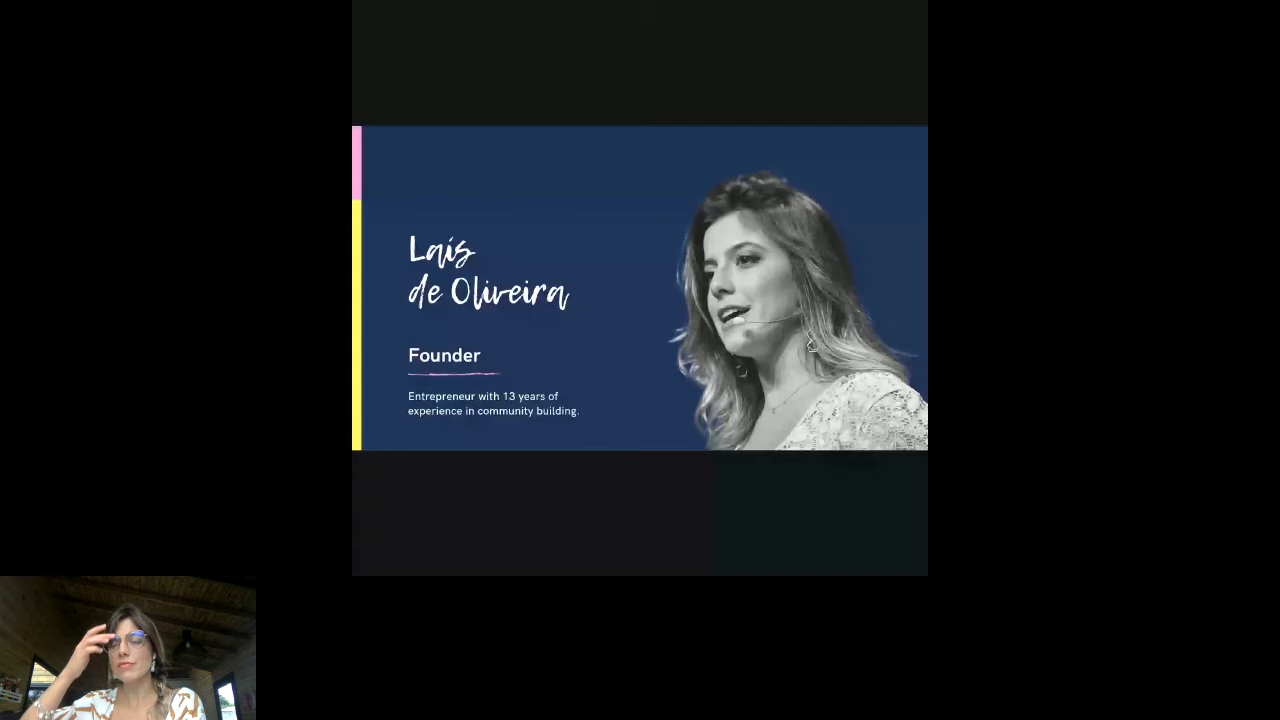 Lais
de Oliveira
Founder
Entrepreneur with 13 years of
experience in community building.